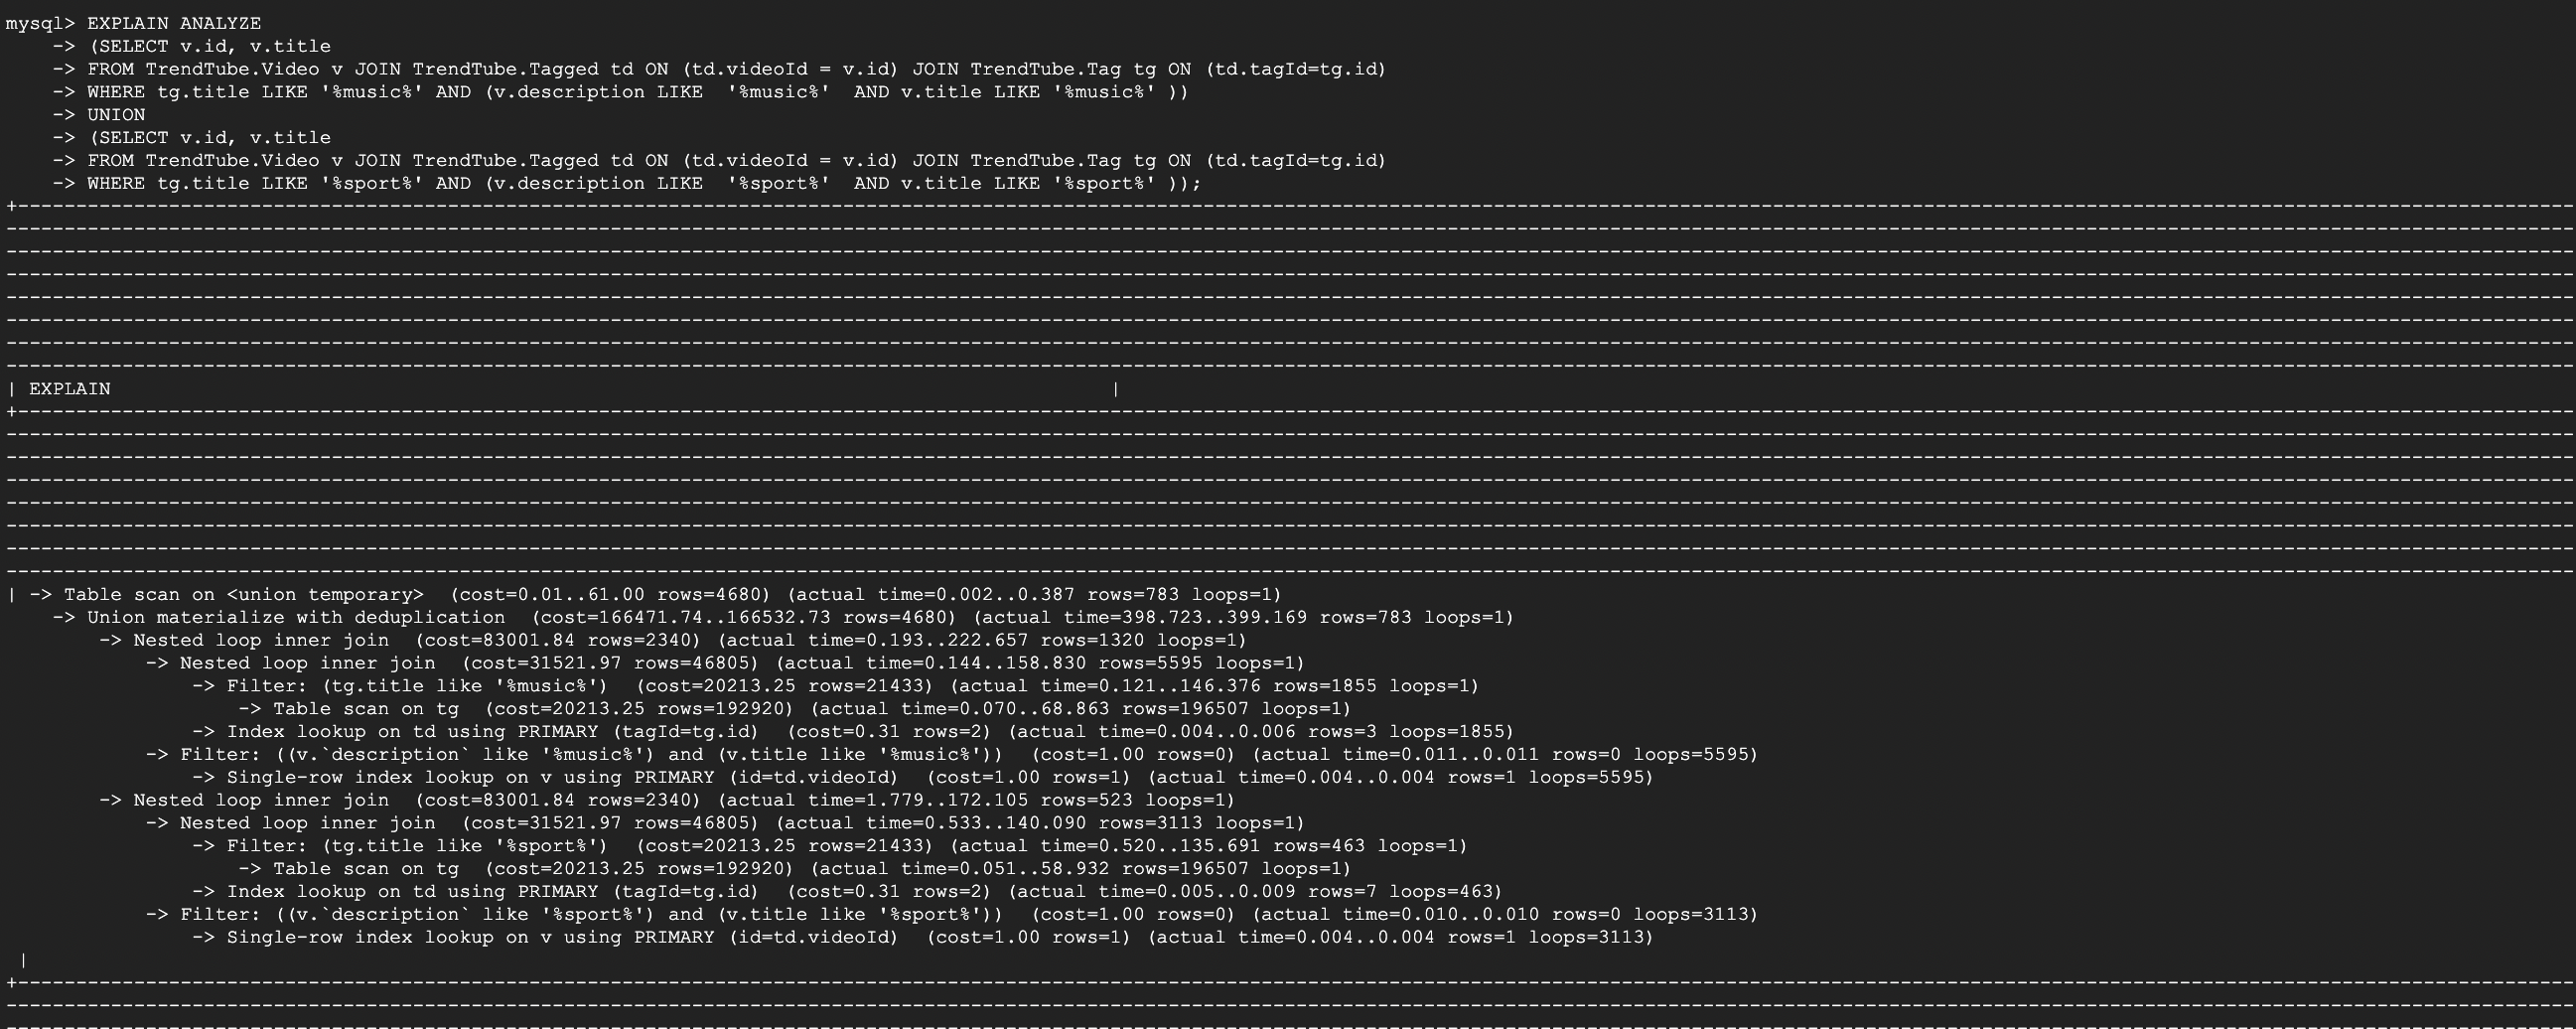 mysql> EXPLAIN ANALYZE
    -> (SELECT v.id, v.title
    -> FROM TrendTube.Video v JOIN TrendTube.Tagged td ON (td.videoId = v.id) JOIN TrendTube.Tag tg ON (td.tagId=tg.id)
    -> WHERE tg.title LIKE '%music%' AND (v.description LIKE  '%music%'  AND v.title LIKE '%music%' ))
    -> UNION
    -> (SELECT v.id, v.title
    -> FROM TrendTube.Video v JOIN TrendTube.Tagged td ON (td.videoId = v.id) JOIN TrendTube.Tag tg ON (td.tagId=tg.id)
    -> WHERE tg.title LIKE '%sport%' AND (v.description LIKE  '%sport%'  AND v.title LIKE '%sport%' ));
| EXPLAIN |
| -> Table scan on <union temporary>  (cost=0.01..61.00 rows=4680) (actual time=0.002..0.387 rows=783 loops=1)
    -> Union materialize with deduplication  (cost=166471.74..166532.73 rows=4680) (actual time=398.723..399.169 rows=783 loops=1)
        -> Nested loop inner join  (cost=83001.84 rows=2340) (actual time=0.193..222.657 rows=1320 loops=1)
            -> Nested loop inner join  (cost=31521.97 rows=46805) (actual time=0.144..158.830 rows=5595 loops=1)
                -> Filter: (tg.title like '%music%')  (cost=20213.25 rows=21433) (actual time=0.121..146.376 rows=1855 loops=1)
                    -> Table scan on tg  (cost=20213.25 rows=192920) (actual time=0.070..68.863 rows=196507 loops=1)
                -> Index lookup on td using PRIMARY (tagId=tg.id)  (cost=0.31 rows=2) (actual time=0.004..0.006 rows=3 loops=1855)
            -> Filter: ((v.`description` like '%music%') and (v.title like '%music%'))  (cost=1.00 rows=0) (actual time=0.011..0.011 rows=0 loops=5595)
                -> Single-row index lookup on v using PRIMARY (id=td.videoId)  (cost=1.00 rows=1) (actual time=0.004..0.004 rows=1 loops=5595)
        -> Nested loop inner join  (cost=83001.84 rows=2340) (actual time=1.779..172.105 rows=523 loops=1)
            -> Nested loop inner join  (cost=31521.97 rows=46805) (actual time=0.533..140.090 rows=3113 loops=1)
                -> Filter: (tg.title like '%sport%')  (cost=20213.25 rows=21433) (actual time=0.520..135.691 rows=463 loops=1)
                    -> Table scan on tg  (cost=20213.25 rows=192920) (actual time=0.051..58.932 rows=196507 loops=1)
                -> Index lookup on td using PRIMARY (tagId=tg.id)  (cost=0.31 rows=2) (actual time=0.005..0.009 rows=7 loops=463)
            -> Filter: ((v.`description` like '%sport%') and (v.title like '%sport%'))  (cost=1.00 rows=0) (actual time=0.010..0.010 rows=0 loops=3113)
                -> Single-row index lookup on v using PRIMARY (id=td.videoId)  (cost=1.00 rows=1) (actual time=0.004..0.004 rows=1 loops=3113)
 |